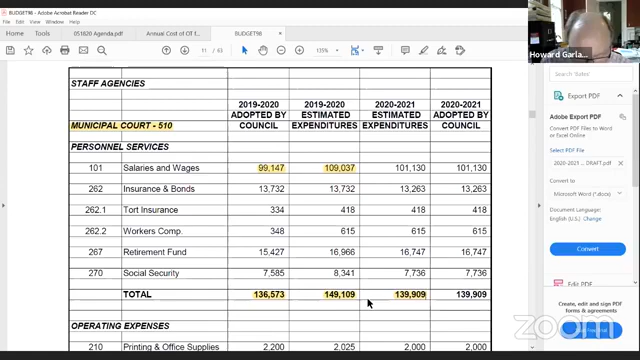 BUDGET98 - Adobe Acrobat Reader DC
File Edit View Window Help
Home Tools 051820 Agenda.pdf Annual Cost of OT f... BUDGET98 ×
11 / 63 135%
Howard Garla...
STAFF AGENCIES
2019-2020 2019-2020 2020-2021 2020-2021
ADOPTED BY ESTIMATED ESTIMATED ADOPTED BY
MUNICIPAL COURT - 510 COUNCIL EXPENDITURES EXPENDITURES COUNCIL
PERSONNEL SERVICES
101 Salaries and Wages 99,147 109,037 101,130 101,130
262 Insurance & Bonds 13,732 13,732 13,263 13,263
262.1 Tort Insurance 334 418 418 418
262.2 Workers Comp. 348 615 615 615
267 Retirement Fund 15,427 16,966 16,747 16,747
270 Social Security 7,585 8,341 7,736 7,736
TOTAL 136,573 149,109 139,909 139,909
OPERATING EXPENSES
210 Printing & Office Supplies 2,200 2,025 2,000 2,000
Export PDF
Adobe Export PDF
Convert PDF Files to Word
or Excel Online
Select PDF File
2020-2021 ... DRAFT.pdf ×
Convert to
Microsoft Word (*.docx)
Document Language:
English (U.S.) Change
Convert
Edit PDF
Create, edit and sign PDF
forms & agreements
zoom